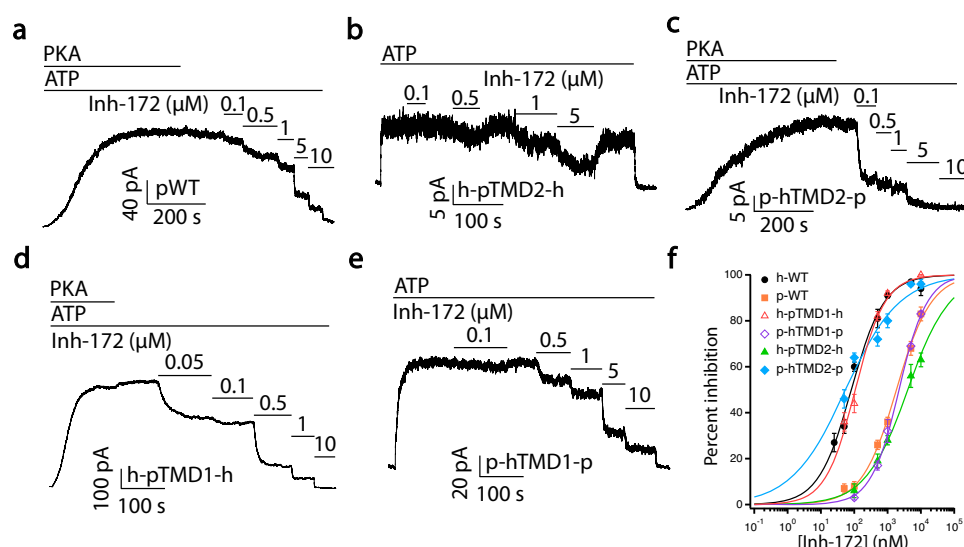 a
PKA
ATP
Inh-172 (µM)
0.1
0.5
1
5
10
40 pA
pWT
200 s
b
ATP
Inh-172 (µM)
0.1
0.5
1
5
5 pA
h-pTMD2-h
100 s
c
PKA
ATP
Inh-172 (µM)
0.1
0.5
1
5
10
5 pA
p-hTMD2-p
200 s
d
PKA
ATP
Inh-172 (µM)
0.05
0.1
0.5
1
10
100 pA
h-pTMD1-h
100 s
e
ATP
Inh-172 (µM)
0.1
0.5
1
5
10
20 pA
p-hTMD1-p
100 s
f
h-WT
p-WT
h-pTMD1-h
p-hTMD1-p
h-pTMD2-h
p-hTMD2-p
Percent inhibition
100
80
60
40
20
0
10⁻¹ 10⁰ 10¹ 10² 10³ 10⁴ 10⁵
[Inh-172] (nM)